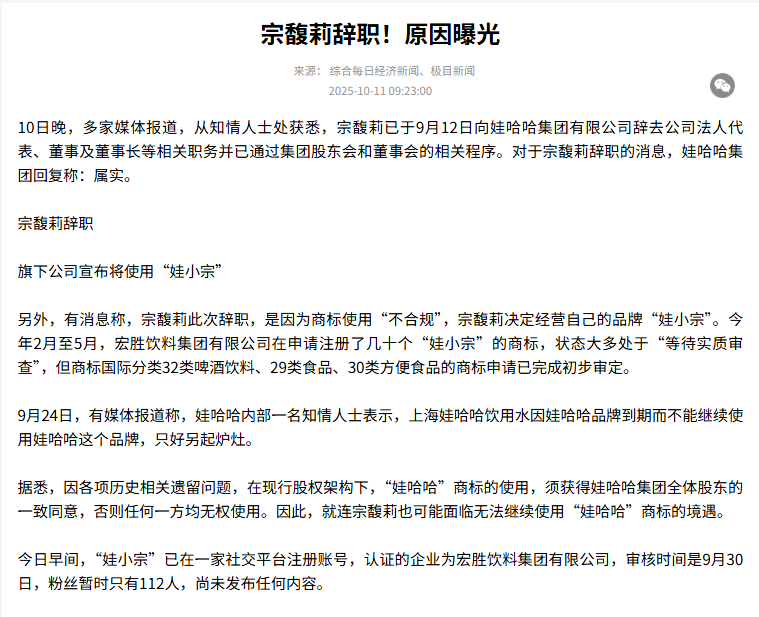 宗馥莉辞职！原因曝光
来源： 综合每日经济新闻、极目新闻
2025-10-11 09:23:00
10日晚，多家媒体报道，从知情人士处获悉，宗馥莉已于9月12日向娃哈哈集团有限公司辞去公司法人代
表、董事及董事长等相关职务并已通过集团股东会和董事会的相关程序。对于宗馥莉辞职的消息，娃哈哈集
团回复称：属实。
宗馥莉辞职
旗下公司宣布将使用“娃小宗”
另外，有消息称，宗馥莉此次辞职，是因为商标使用“不合规”，宗馥莉决定经营自己的品牌“娃小宗”。今
年2月至5月，宏胜饮料集团有限公司在申请注册了几十个“娃小宗”的商标，状态大多处于“等待实质审
查”，但商标国际分类32类啤酒饮料、29类食品、30类方便食品的商标申请已完成初步审定。
9月24日，有媒体报道称，娃哈哈内部一名知情人士表示，上海娃哈哈饮用水因娃哈哈品牌到期而不能继续使
用娃哈哈这个品牌，只好另起炉灶。
据悉，因各项历史相关遗留问题，在现行股权架构下，“娃哈哈”商标的使用，须获得娃哈哈集团全体股东的
一致同意，否则任何一方均无权使用。因此，就连宗馥莉也可能面临无法继续使用“娃哈哈”商标的境遇。
今日早间，“娃小宗”已在一家社交平台注册账号，认证的企业为宏胜饮料集团有限公司，审核时间是9月30
日，粉丝暂时只有112人，尚未发布任何内容。